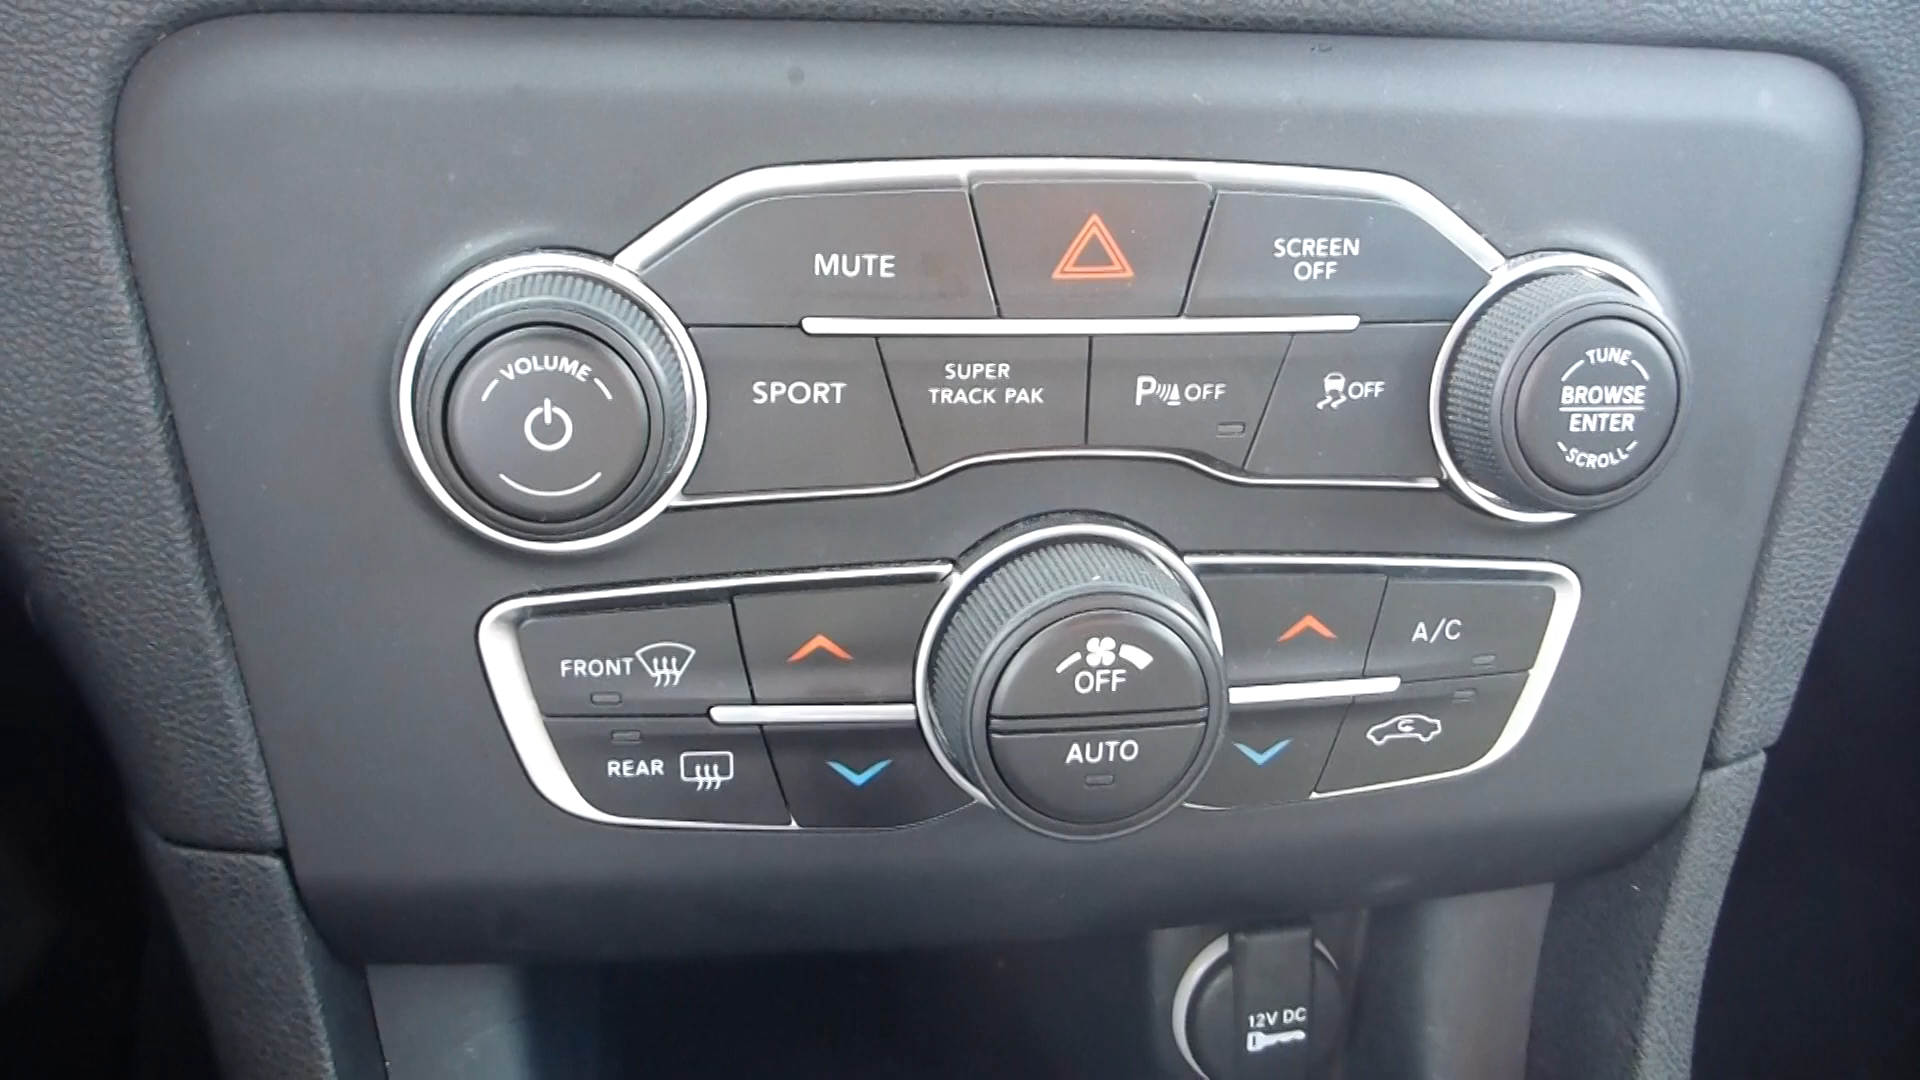 MUTE
SCREEN
OFF
VOLUME
SPORT
SUPER
TRACK PAK
P OFF
OFF
TUNE
BROWSE
ENTER
SCROLL
FRONT
OFF
A/C
REAR
AUTO
12V DC